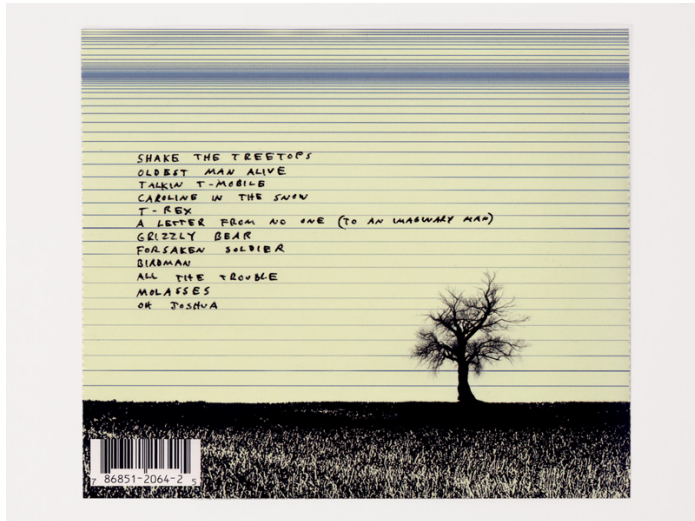 SHAKE THE TREETOPS
OLDEST MAN ALIVE
TALKIN T-MOBILE
CAROLINE IN THE SNOW
T-REX
A LETTER FROM NO ONE (TO AN IMAGINARY MAN)
GRIZZLY BEAR
FORSAKEN SOLDIER
BIRDMAN
ALL THE TROUBLE
MOLASSES
OH JOSHUA
7 86851-2064-2 5